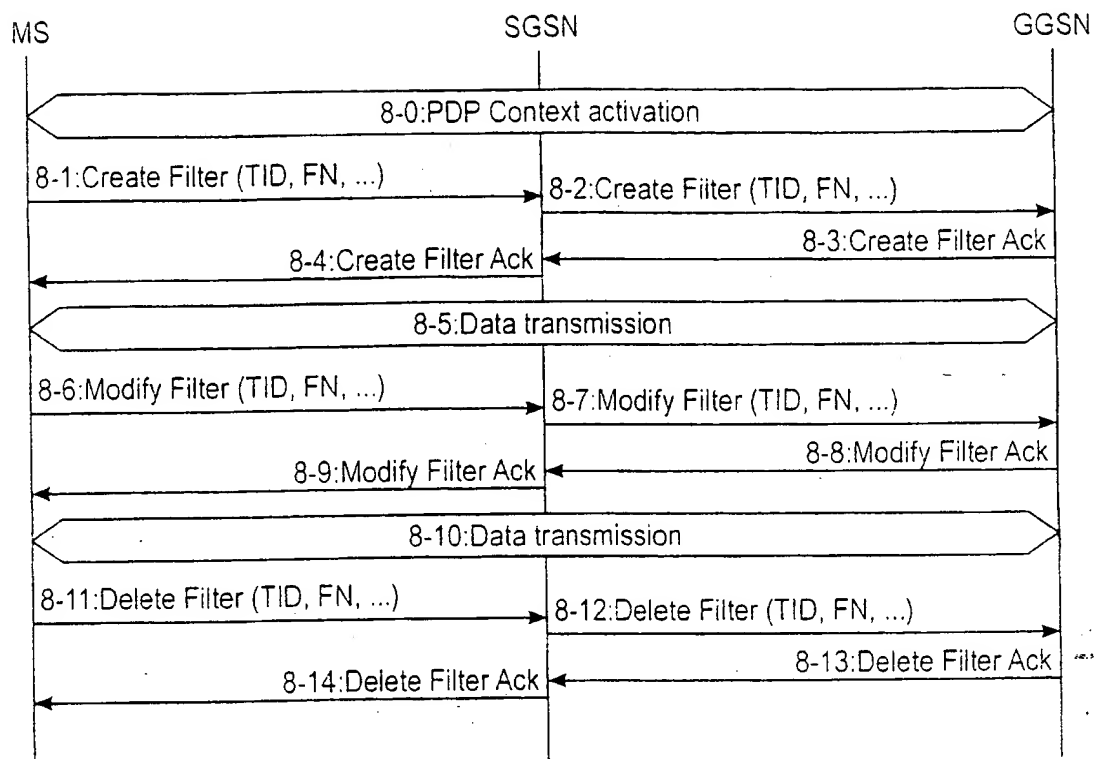 MS SGSN GGSN
8-0:PDP Context activation
8-1:Create Filter (TID, FN, ...)
8-2:Create Filter (TID, FN, ...)
8-3:Create Filter Ack
8-4:Create Filter Ack
8-5:Data transmission
8-6:Modify Filter (TID, FN, ...)
8-7:Modify Filter (TID, FN, ...)
8-8:Modify Filter Ack
8-9:Modify Filter Ack
8-10:Data transmission
8-11:Delete Filter (TID, FN, ...)
8-12:Delete Filter (TID, FN, ...)
8-13:Delete Filter Ack
8-14:Delete Filter Ack